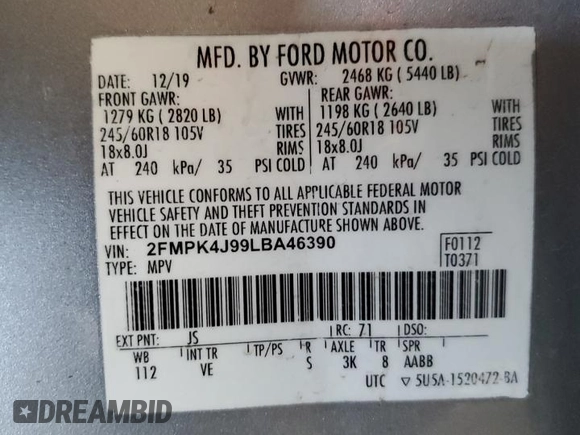 MFD. BY FORD MOTOR CO.
DATE: 12/19 GVWR: 2468 KG ( 5440 LB)
FRONT GAWR: REAR GAWR:
1279 KG ( 2820 LB) WITH 1198 KG ( 2640 LB) WITH
245/60R18 105V TIRES 245/60R18 105V TIRES
18x8.0J RIMS 18x8.0J RIMS
AT 240 kPa/ 35 PSI COLD AT 240 kPa/ 35 PSI COLD
THIS VEHICLE CONFORMS TO ALL APPLICABLE FEDERAL MOTOR
VEHICLE SAFETY AND THEFT PREVENTION STANDARDS IN
EFFECT ON THE DATE OF MANUFACTURE SHOWN ABOVE.
VIN: 2FMPK4J99LBA46390 F0112
TYPE: MPV T0371
EXT PNT: JS RC: 71 DSO:
WB INT TR TP/PS R AXLE TR SPR
112 VE S 3K 8 AABB
UTC ▽ 5U5A-1520472-BA
DREAMBID